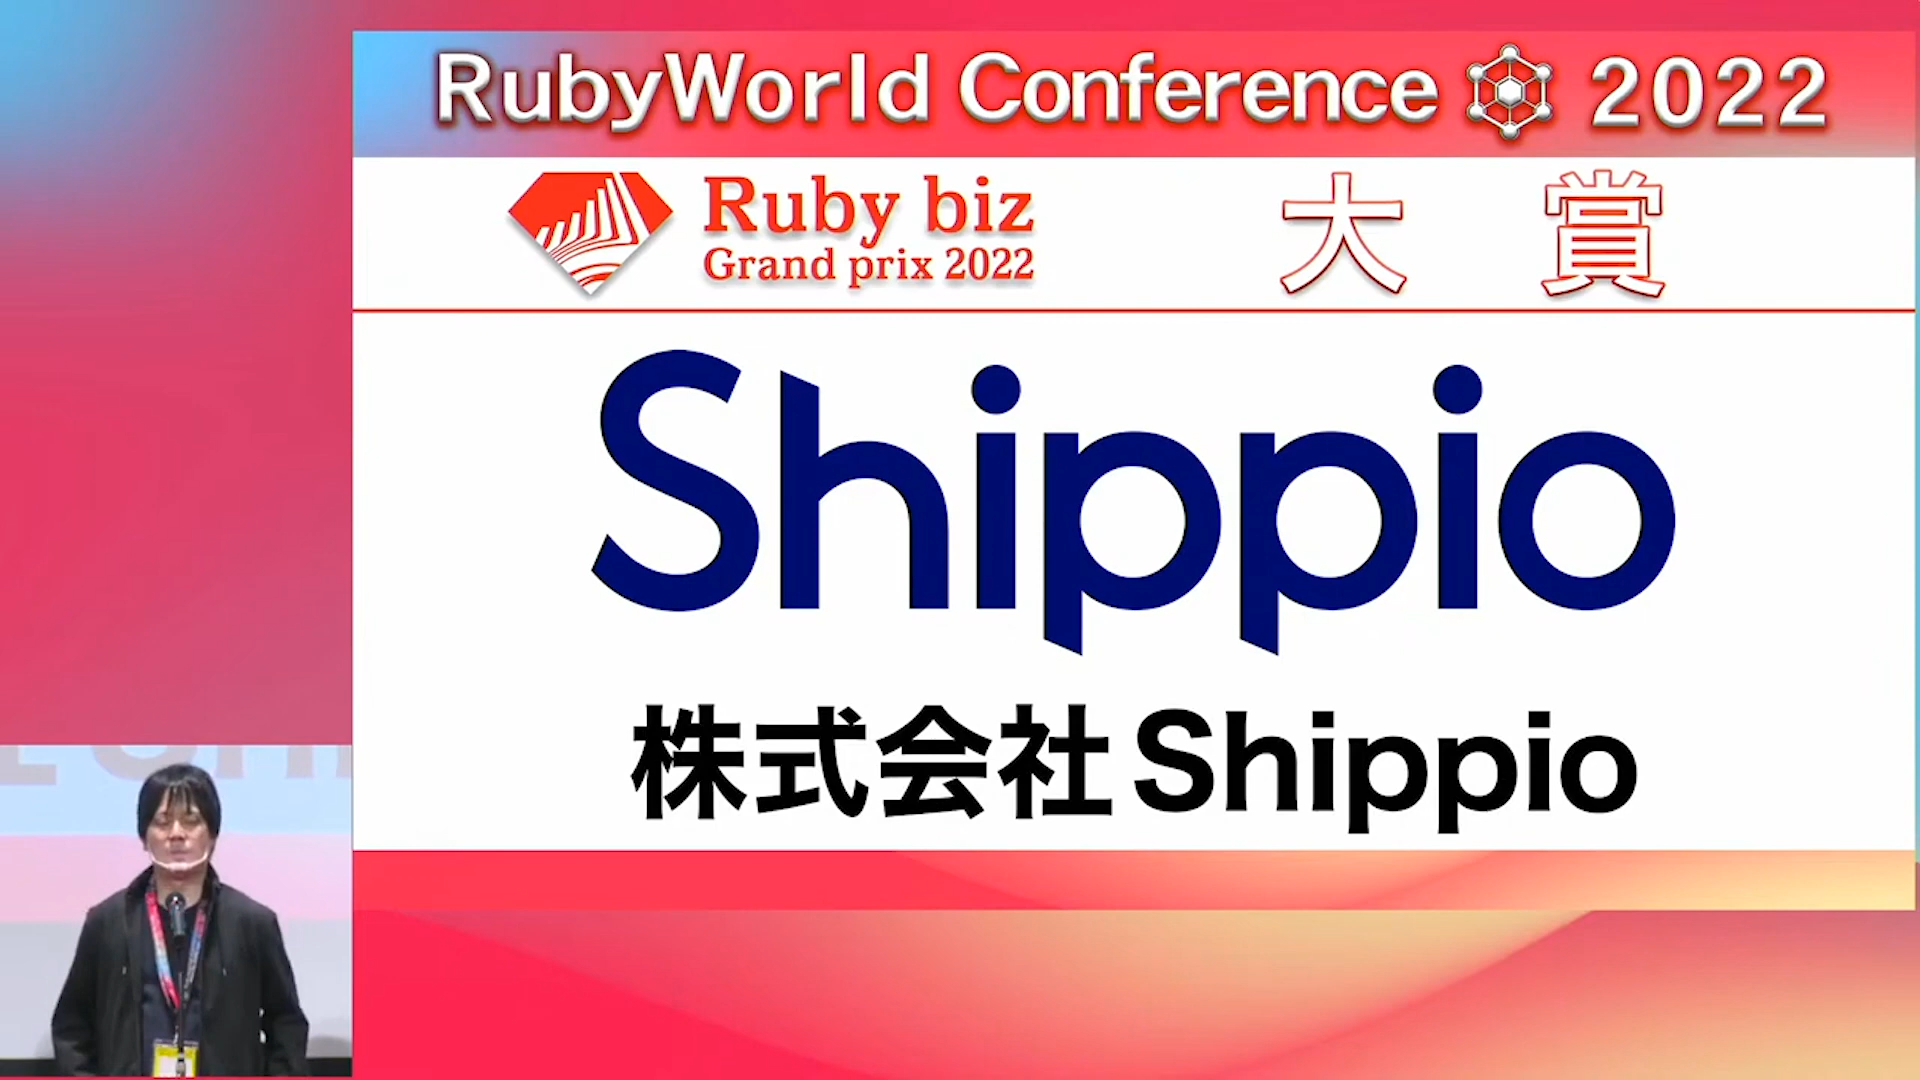 RubyWorld Conference 2022
Ruby biz
Grand prix 2022
大賞
Shippio
株式会社Shippio